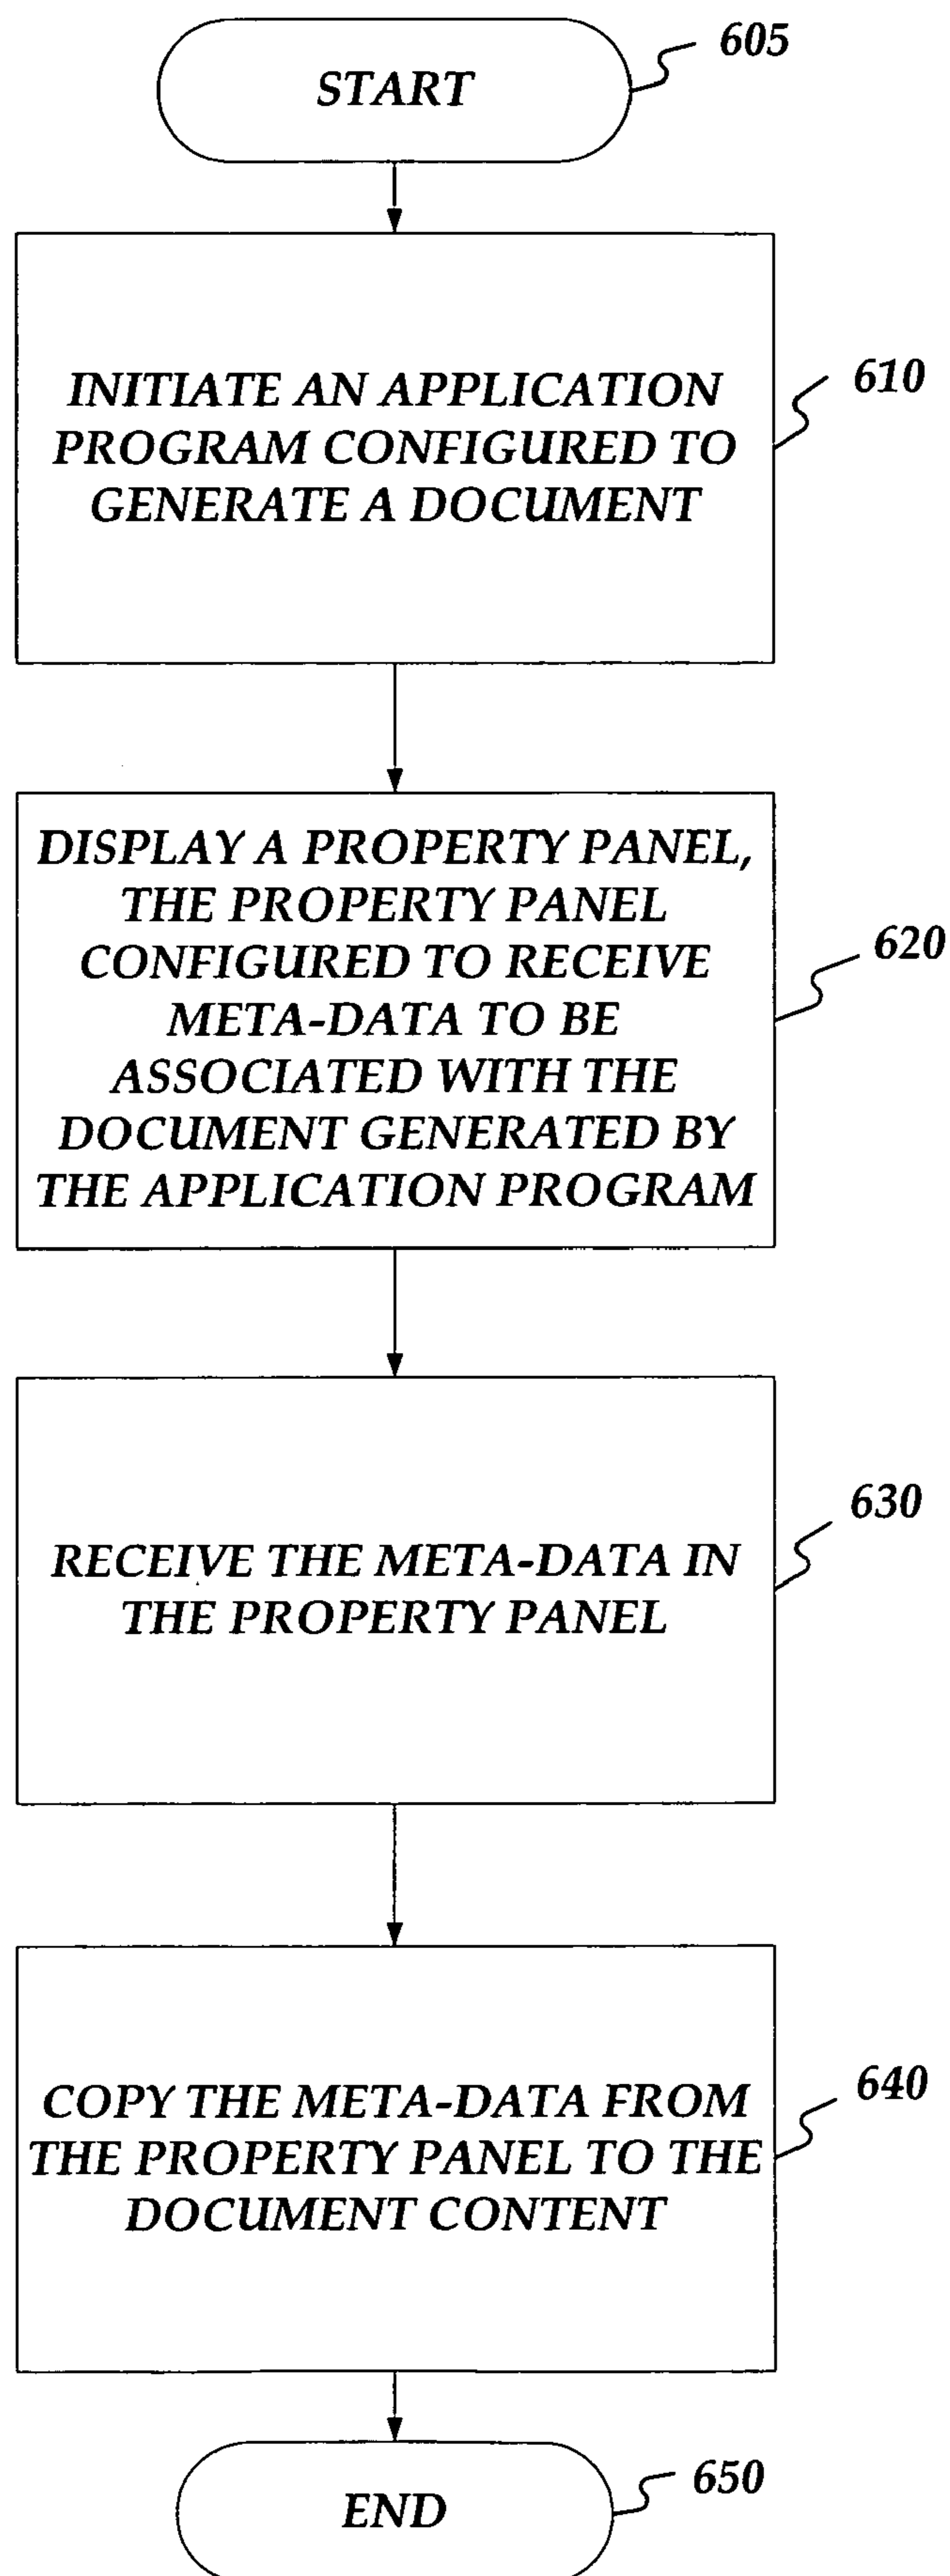 START
605
INITIATE AN APPLICATION
PROGRAM CONFIGURED TO
GENERATE A DOCUMENT
610
DISPLAY A PROPERTY PANEL,
THE PROPERTY PANEL
CONFIGURED TO RECEIVE
META-DATA TO BE
ASSOCIATED WITH THE
DOCUMENT GENERATED BY
THE APPLICATION PROGRAM
620
RECEIVE THE META-DATA IN
THE PROPERTY PANEL
630
COPY THE META-DATA FROM
THE PROPERTY PANEL TO THE
DOCUMENT CONTENT
640
END
650